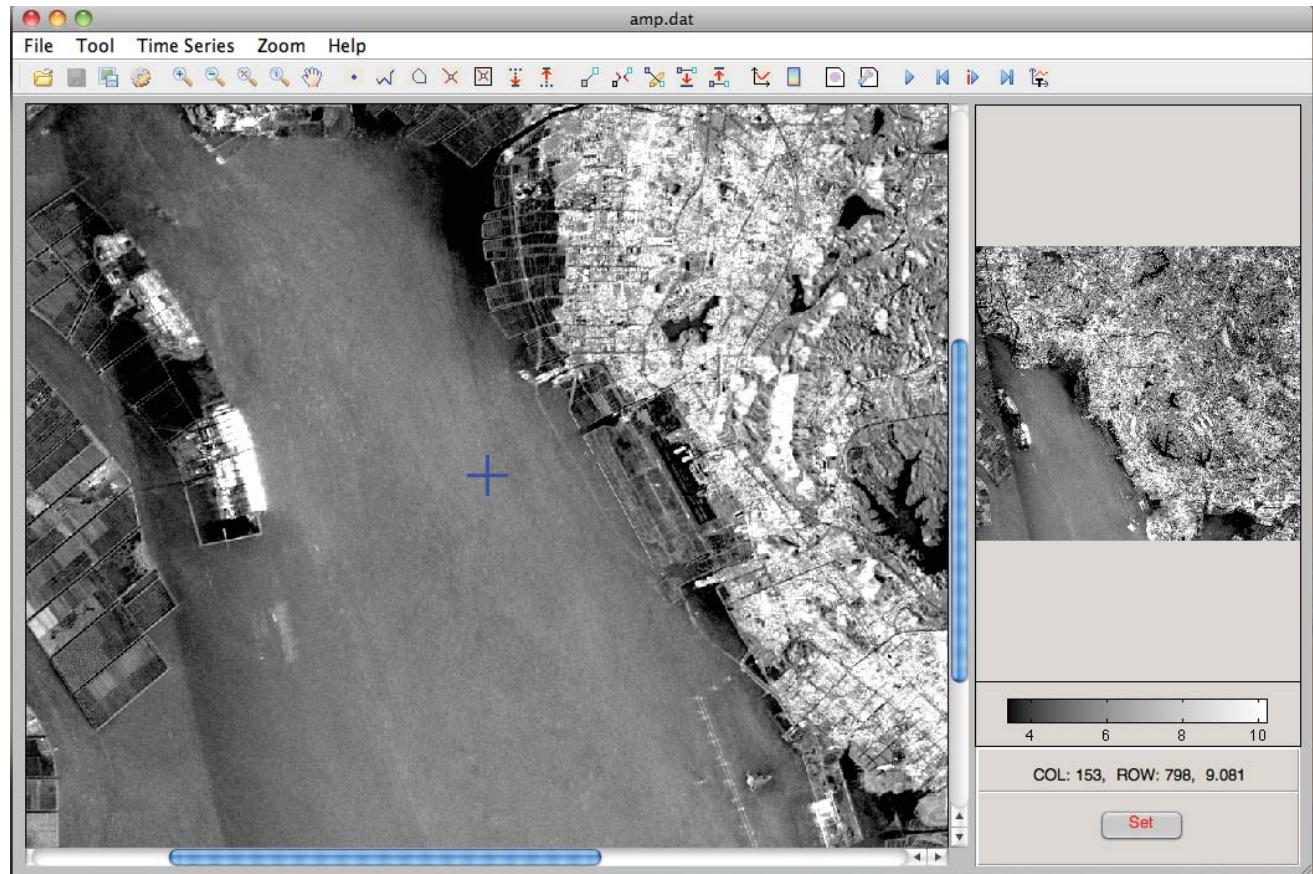 amp.dat
File Tool Time Series Zoom Help
4 6 8 10
COL: 153, ROW: 798, 9.081
Set